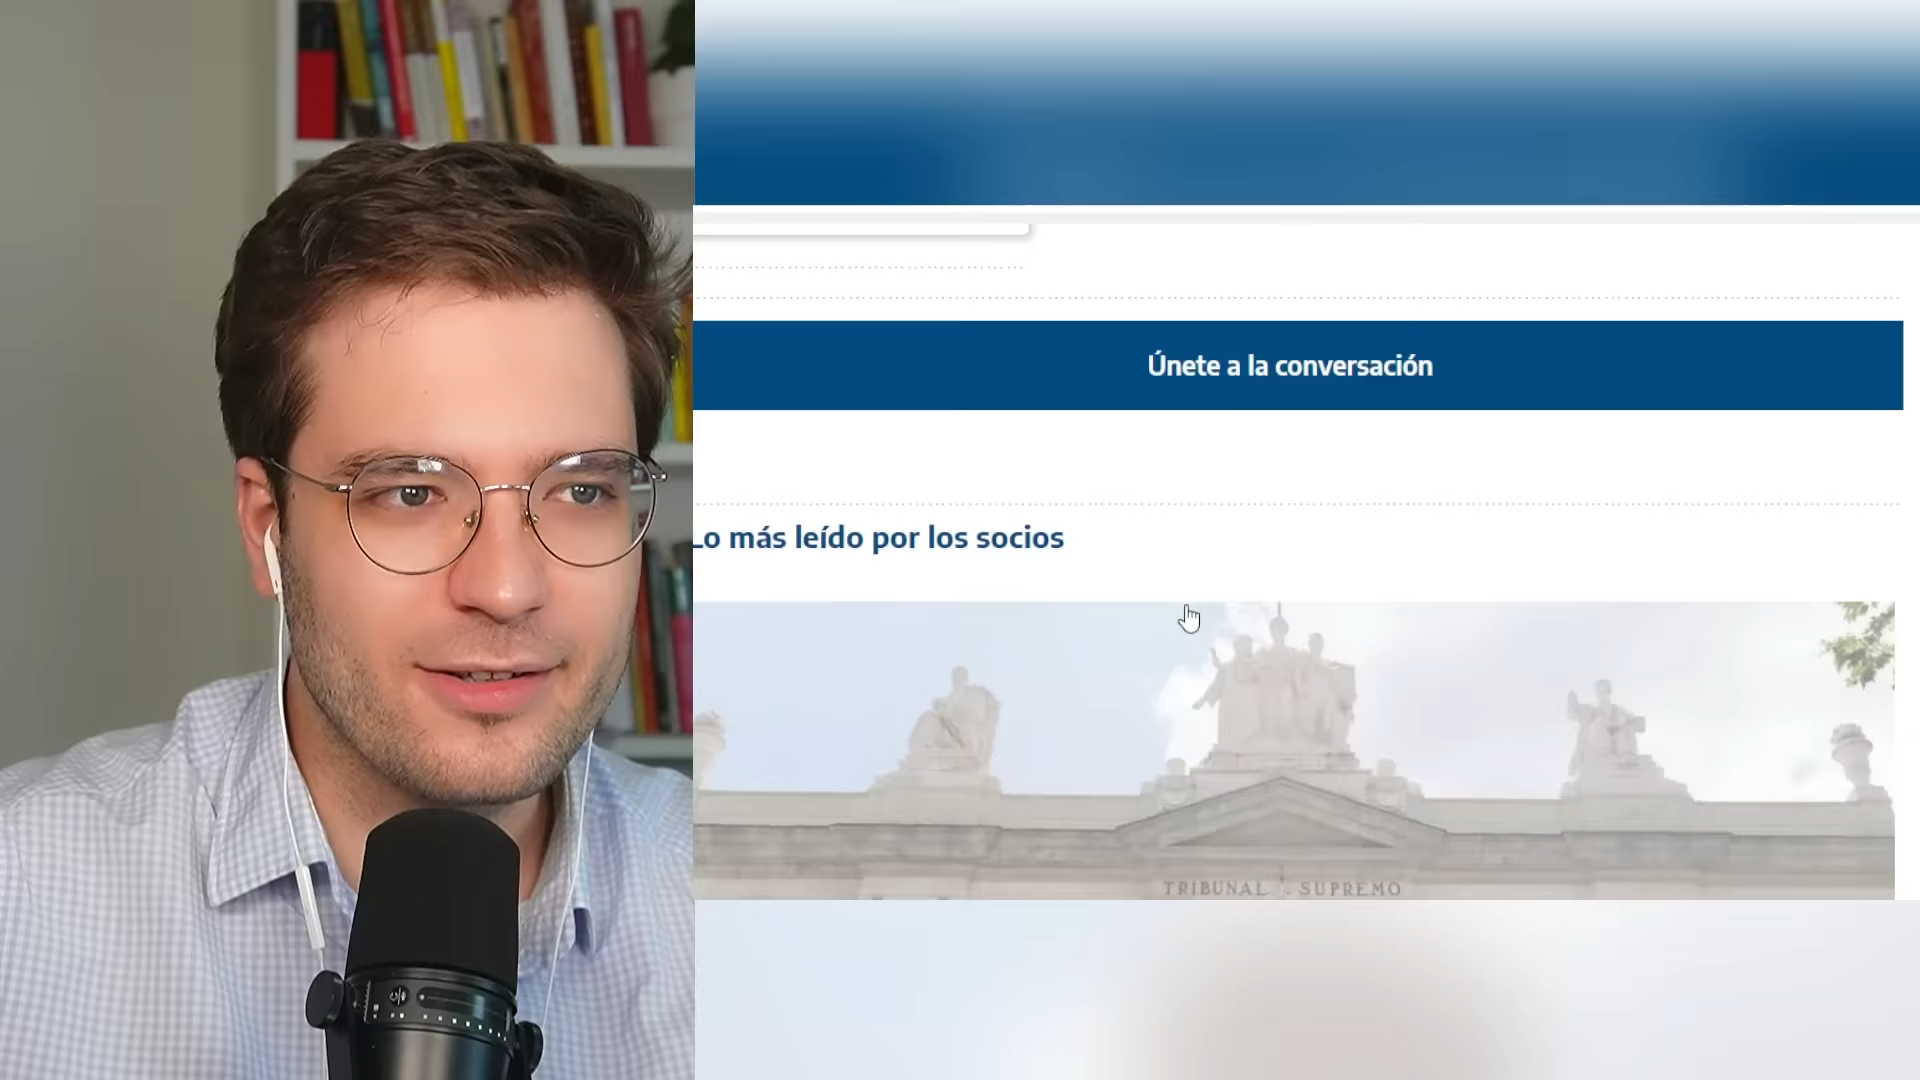 Únete a la conversación
Lo más leído por los socios
TRIBUNAL SUPREMO